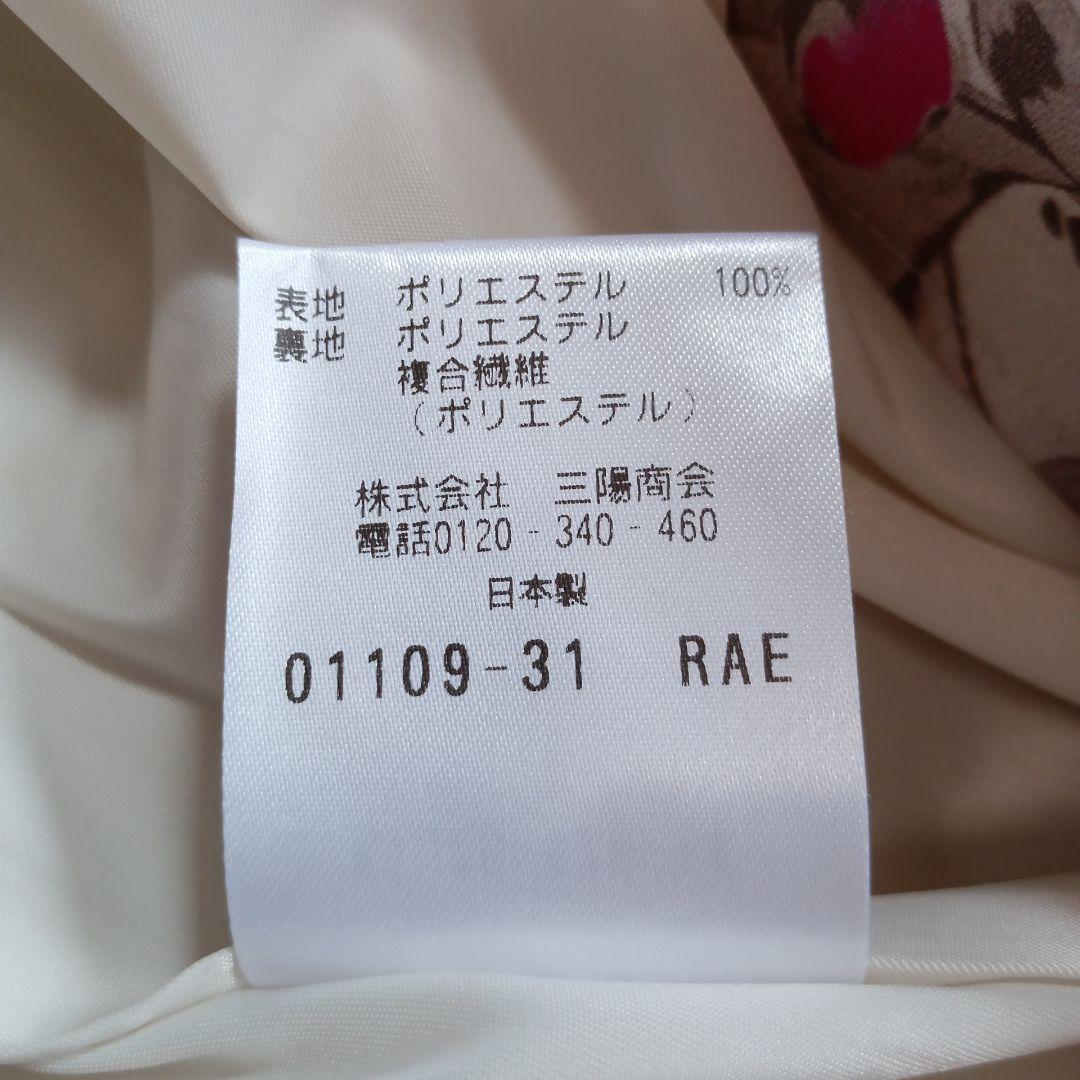 表地 ポリエステル 100%
裏地 ポリエステル
複合繊維
(ポリエステル)
株式会社 三陽商会
電話0120-340-460
日本製
01109-31 RAE